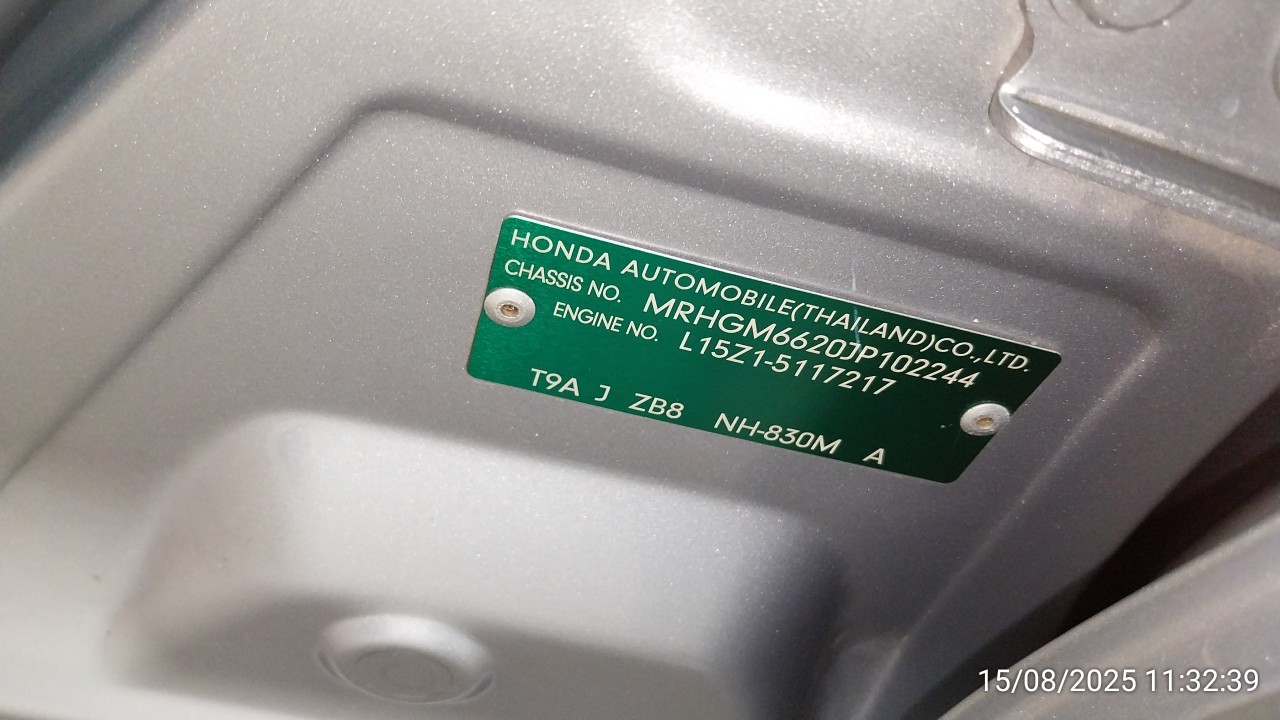 HONDA AUTOMOBILE(THAILAND)CO.,LTD.
CHASSIS NO. MRHGM6620JP102244
ENGINE NO. L15Z1-5117217
T9A J ZB8 NH-830M A
15/08/2025 11:32:39